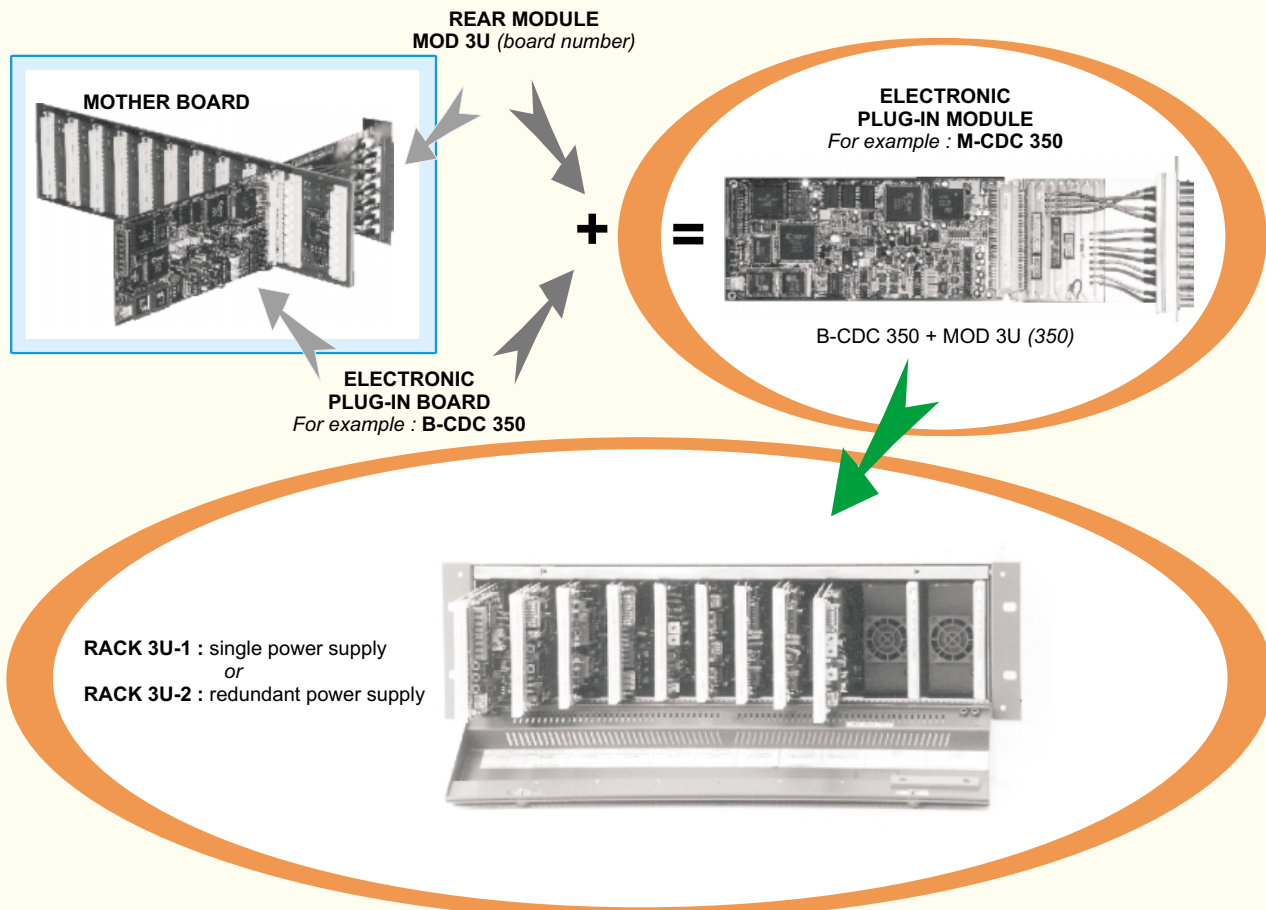 REAR MODULE
MOD 3U (board number)
MOTHER BOARD
ELECTRONIC
PLUG-IN MODULE
For example : M-CDC 350
+
=
B-CDC 350 + MOD 3U (350)
ELECTRONIC
PLUG-IN BOARD
For example : B-CDC 350
RACK 3U-1 : single power supply
or
RACK 3U-2 : redundant power supply